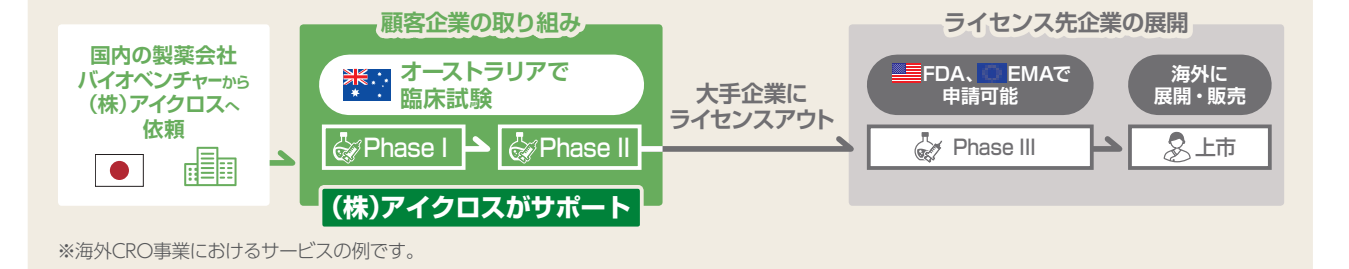 国内の製薬会社
バイオベンチャーから
(株)アイクロスへ
依頼
顧客企業の取り組み
オーストラリアで
臨床試験
Phase I
Phase II
(株)アイクロスがサポート
大手企業に
ライセンスアウト
ライセンス先企業の展開
FDA、EMAで
申請可能
海外に
展開・販売
Phase III
上市
※海外CRO事業におけるサービスの例です。